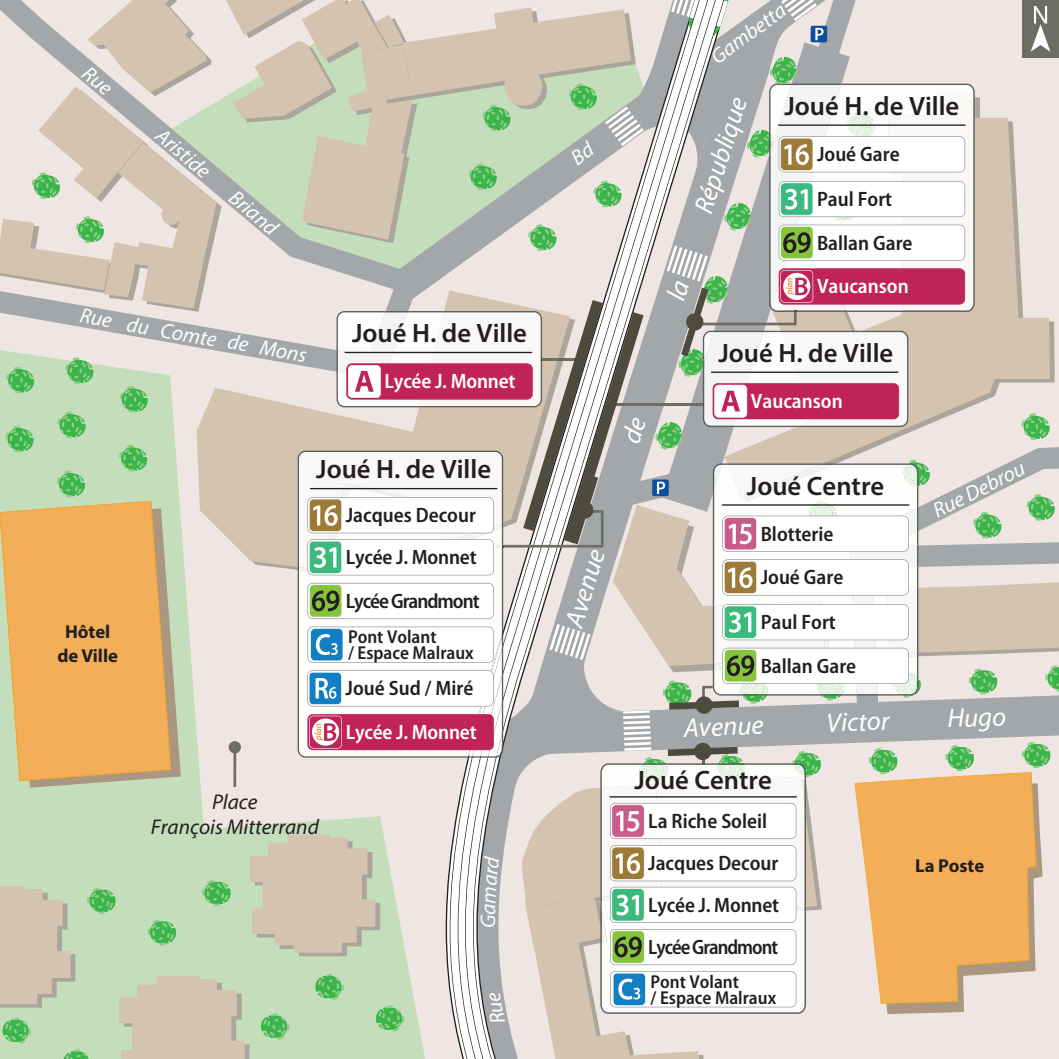 N
P
Gambetta
Rue
Aristide
Briand
Bd
République
la
de
Avenue
Joué H. de Ville
16 Joué Gare
31 Paul Fort
69 Ballan Gare
plan B Vaucanson
Rue du Comte de Mons
Joué H. de Ville
A Lycée J. Monnet
Joué H. de Ville
A Vaucanson
Joué H. de Ville
16 Jacques Decour
31 Lycée J. Monnet
69 Lycée Grandmont
C3 Pont Volant
/ Espace Malraux
R6 Joué Sud / Miré
plan B Lycée J. Monnet
P
Joué Centre
15 Blotterie
16 Joué Gare
31 Paul Fort
69 Ballan Gare
Rue Debrou
Hôtel
de Ville
Avenue Victor Hugo
Place
François Mitterrand
Joué Centre
15 La Riche Soleil
16 Jacques Decour
31 Lycée J. Monnet
69 Lycée Grandmont
C3 Pont Volant
/ Espace Malraux
La Poste
Gamard
Rue